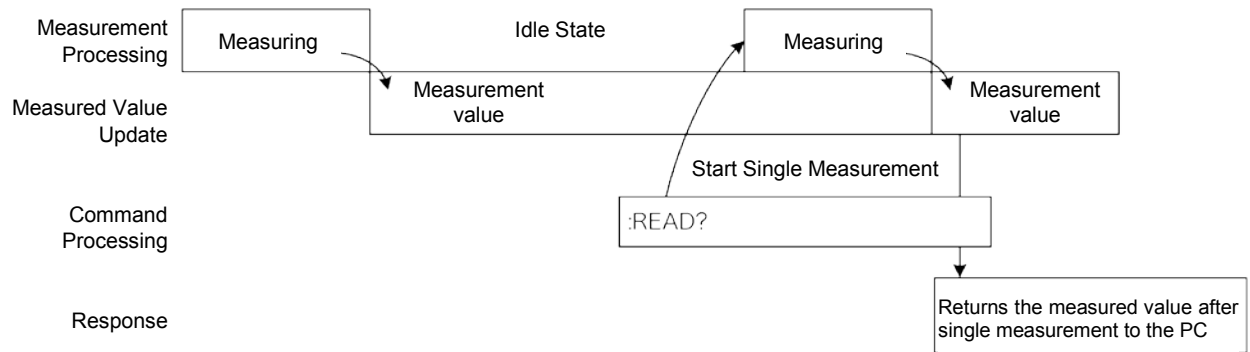 Measurement
Processing
Measuring
Idle State
Measuring
Measured Value
Update
Measurement
value
Measurement
value
Start Single Measurement
Command
Processing
:READ?
Response
Returns the measured value after
single measurement to the PC